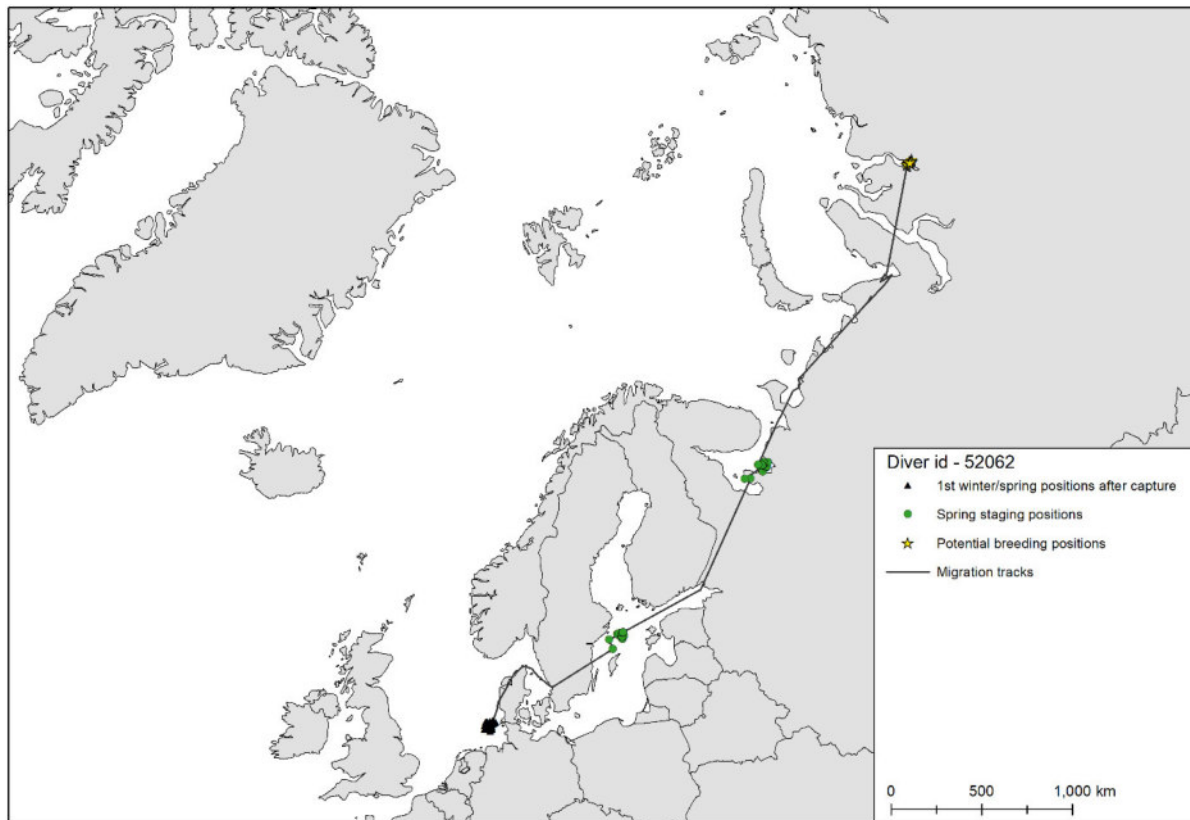 Diver id - 52062
1st winter/spring positions after capture
Spring staging positions
Potential breeding positions
Migration tracks
0 500 1,000 km